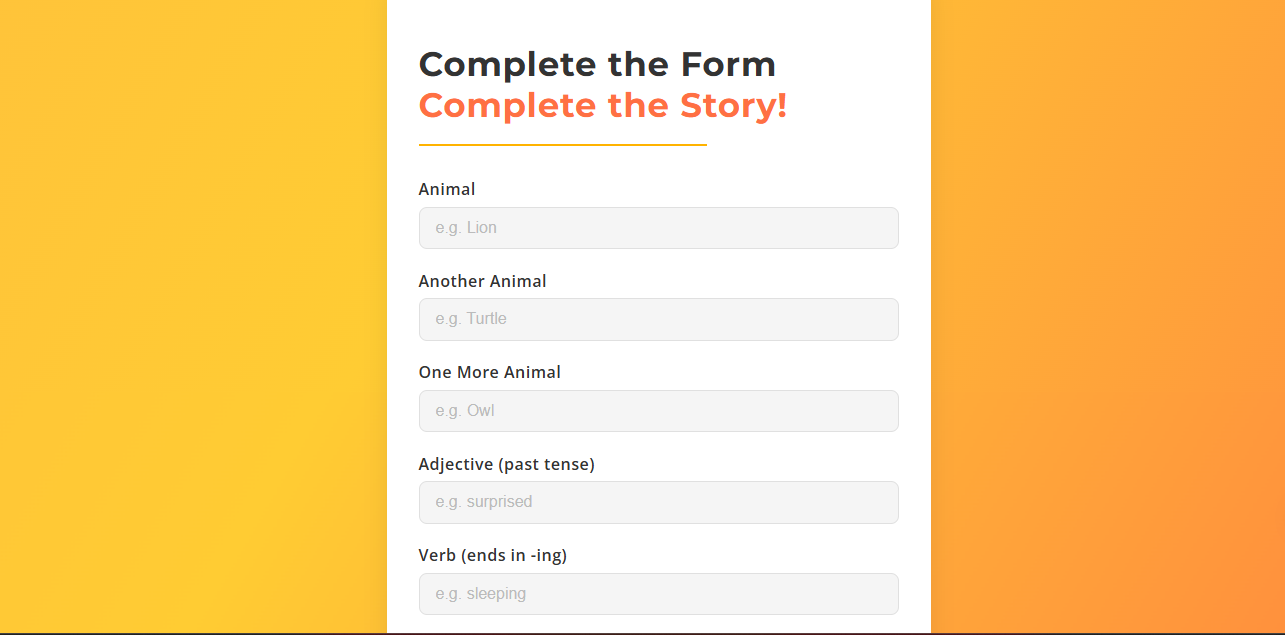 Complete the Form
Complete the Story!
Animal
e.g. Lion
Another Animal
e.g. Turtle
One More Animal
e.g. Owl
Adjective (past tense)
e.g. surprised
Verb (ends in -ing)
e.g. sleeping